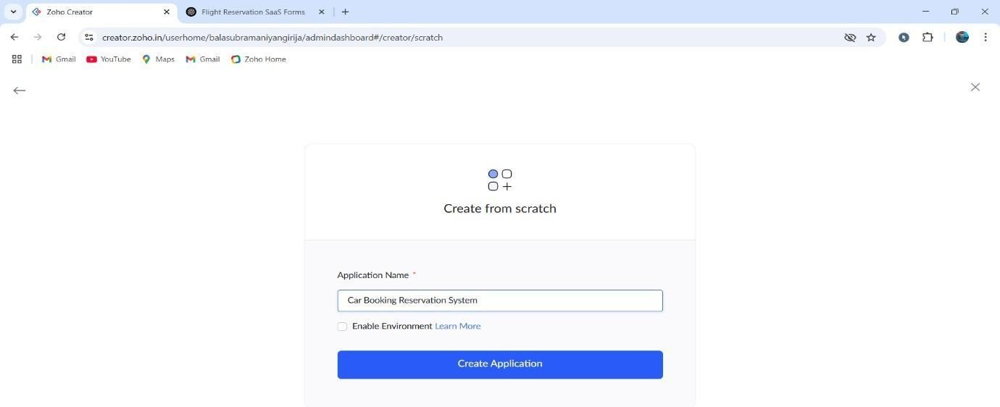 Zoho Creator
Flight Reservation SaaS Forms
creator.zoho.in/userhome/balasubramaniyangirija/admindashboard#/creator/scratch
Gmail YouTube Maps Gmail Zoho Home
Create from scratch
Application Name *
Car Booking Reservation System
Enable Environment Learn More
Create Application